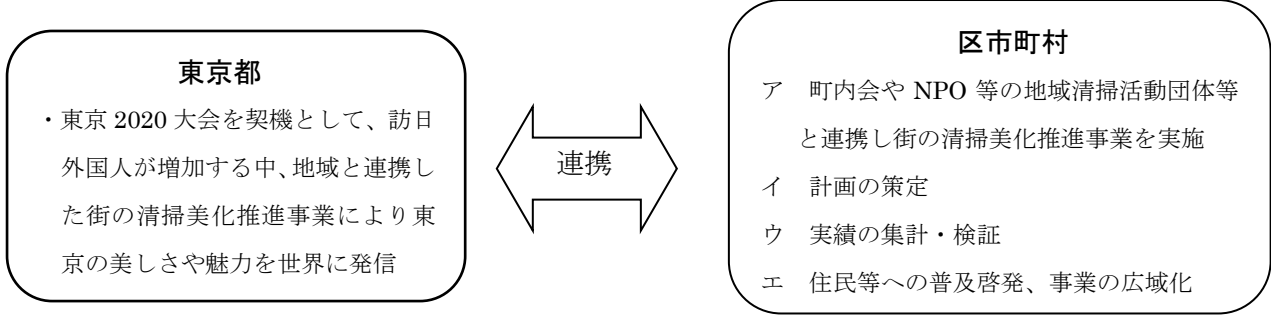 東京都
・東京 2020 大会を契機として、訪日
外国人が増加する中、地域と連携し
た街の清掃美化推進事業により東
京の美しさや魅力を世界に発信
連携
区市町村
ア　町内会や NPO 等の地域清掃活動団体等
と連携し街の清掃美化推進事業を実施
イ　計画の策定
ウ　実績の集計・検証
エ　住民等への普及啓発、事業の広域化